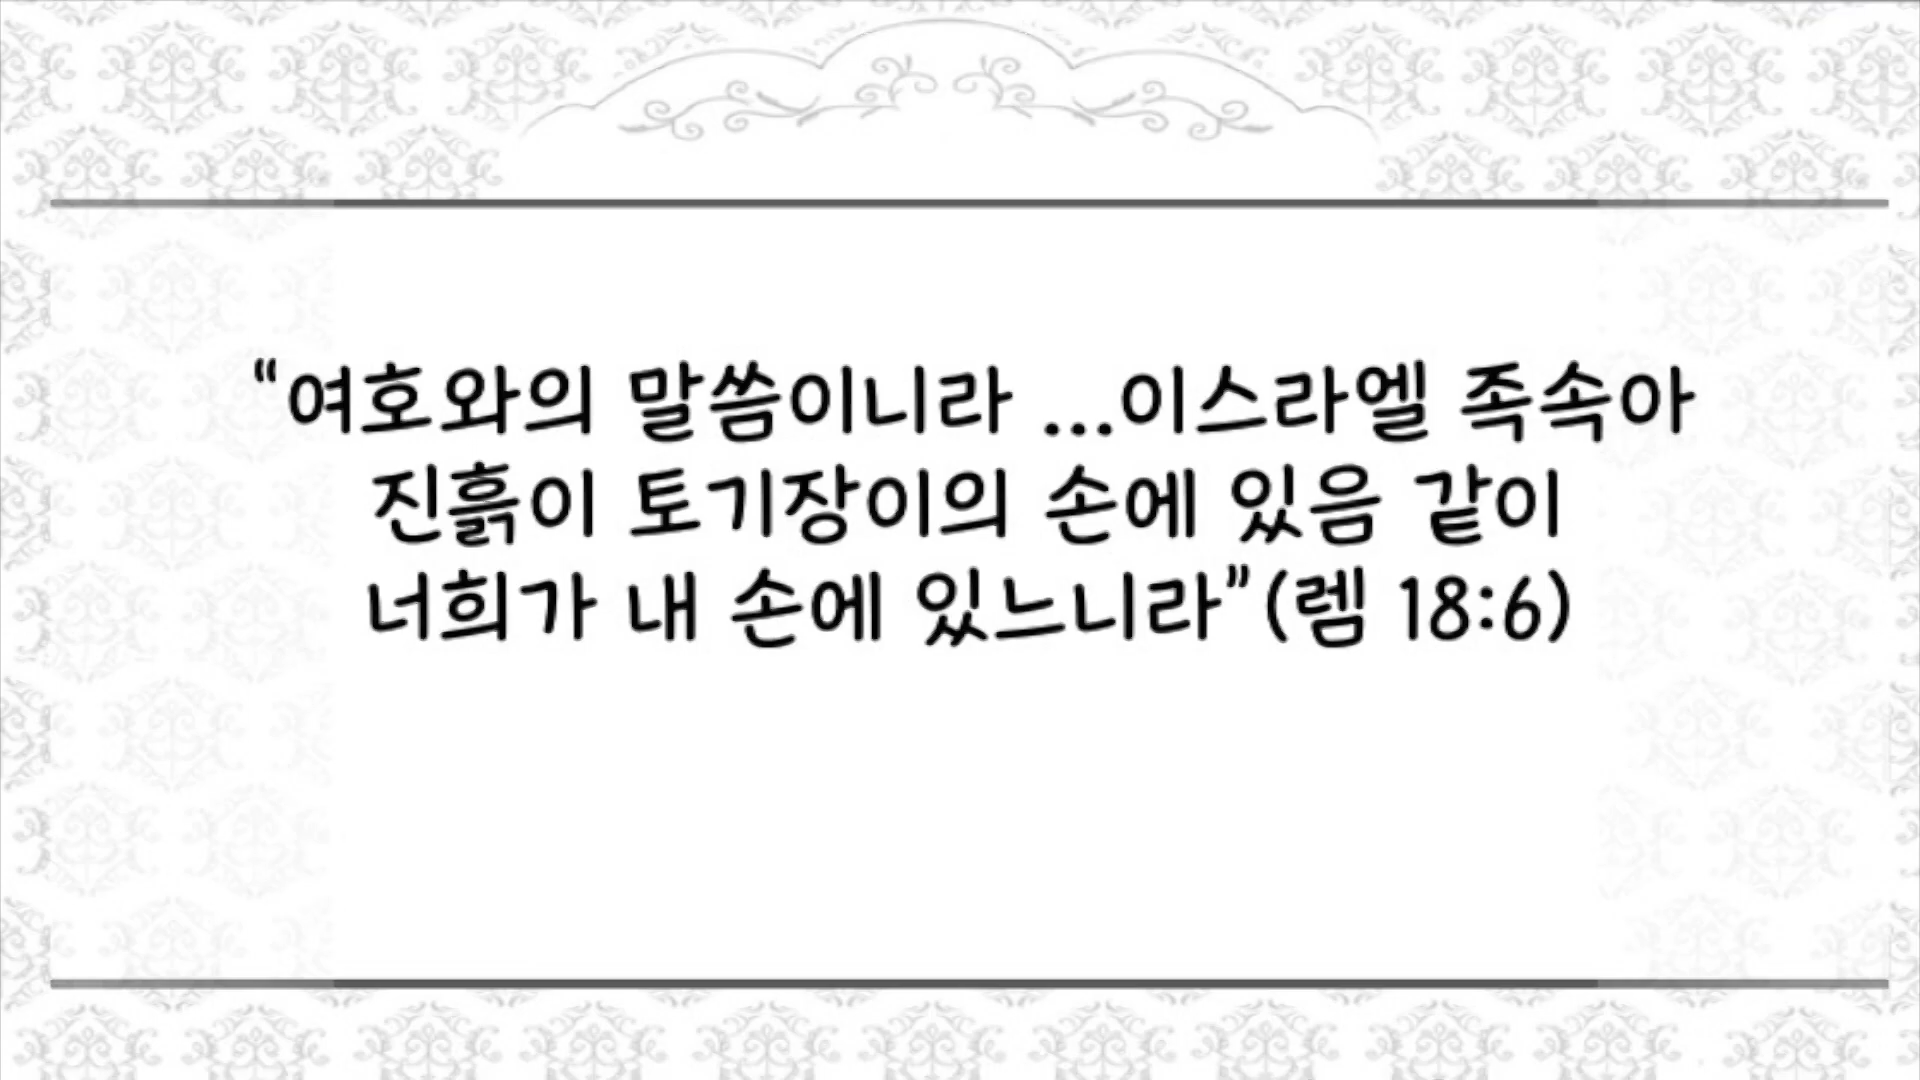 “여호와의 말씀이니라 ...이스라엘 족속아
진흙이 토기장이의 손에 있음 같이
너희가 내 손에 있느니라”(렘 18:6)